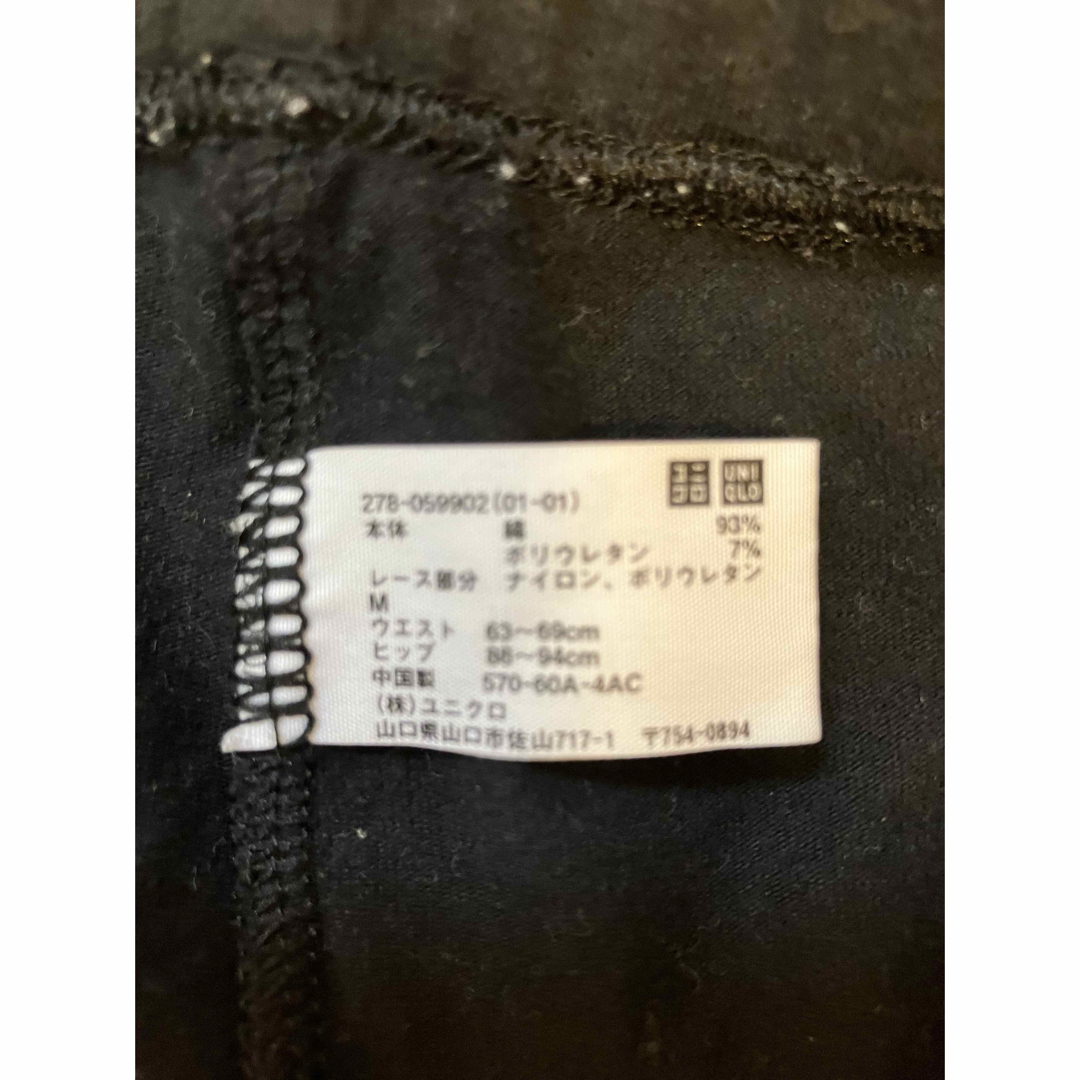 ユニ
クロ
UNI
QLO
278-059902(01-01)
本体 綿 93%
ポリウレタン 7%
レース部分 ナイロン、ポリウレタン
M
ウエスト 63〜69cm
ヒップ 88〜94cm
中国製 570-60A-4AC
(株)ユニクロ
山口県山口市佐山717-1 〒754-0894